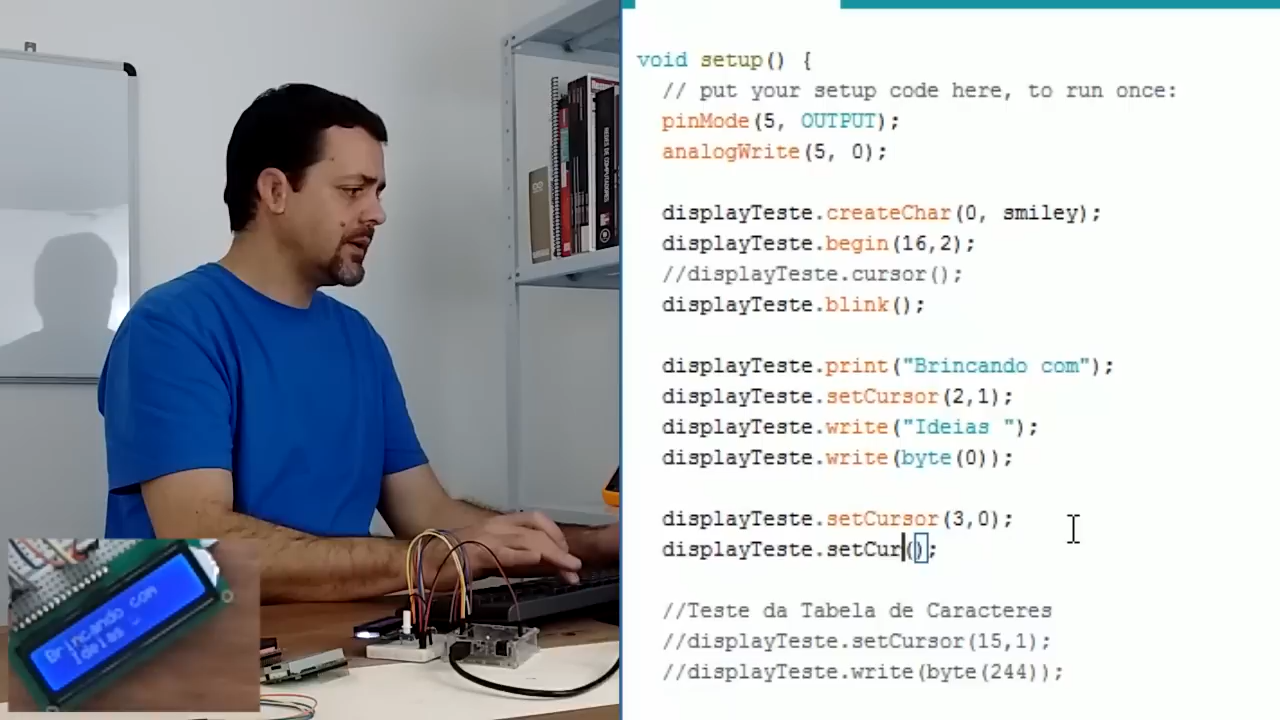 void setup() {
// put your setup code here, to run once:
pinMode(5, OUTPUT);
analogWrite(5, 0);
displayTeste.createChar(0, smiley);
displayTeste.begin(16,2);
//displayTeste.cursor();
displayTeste.blink();
displayTeste.print("Brincando com");
displayTeste.setCursor(2,1);
displayTeste.write("Ideias ");
displayTeste.write(byte(0));
displayTeste.setCursor(3,0);
displayTeste.setCur();
//Teste da Tabela de Caracteres
//displayTeste.setCursor(15,1);
//displayTeste.write(byte(244));
REDES DE COMPUTADORES
Brincando com
Ideias